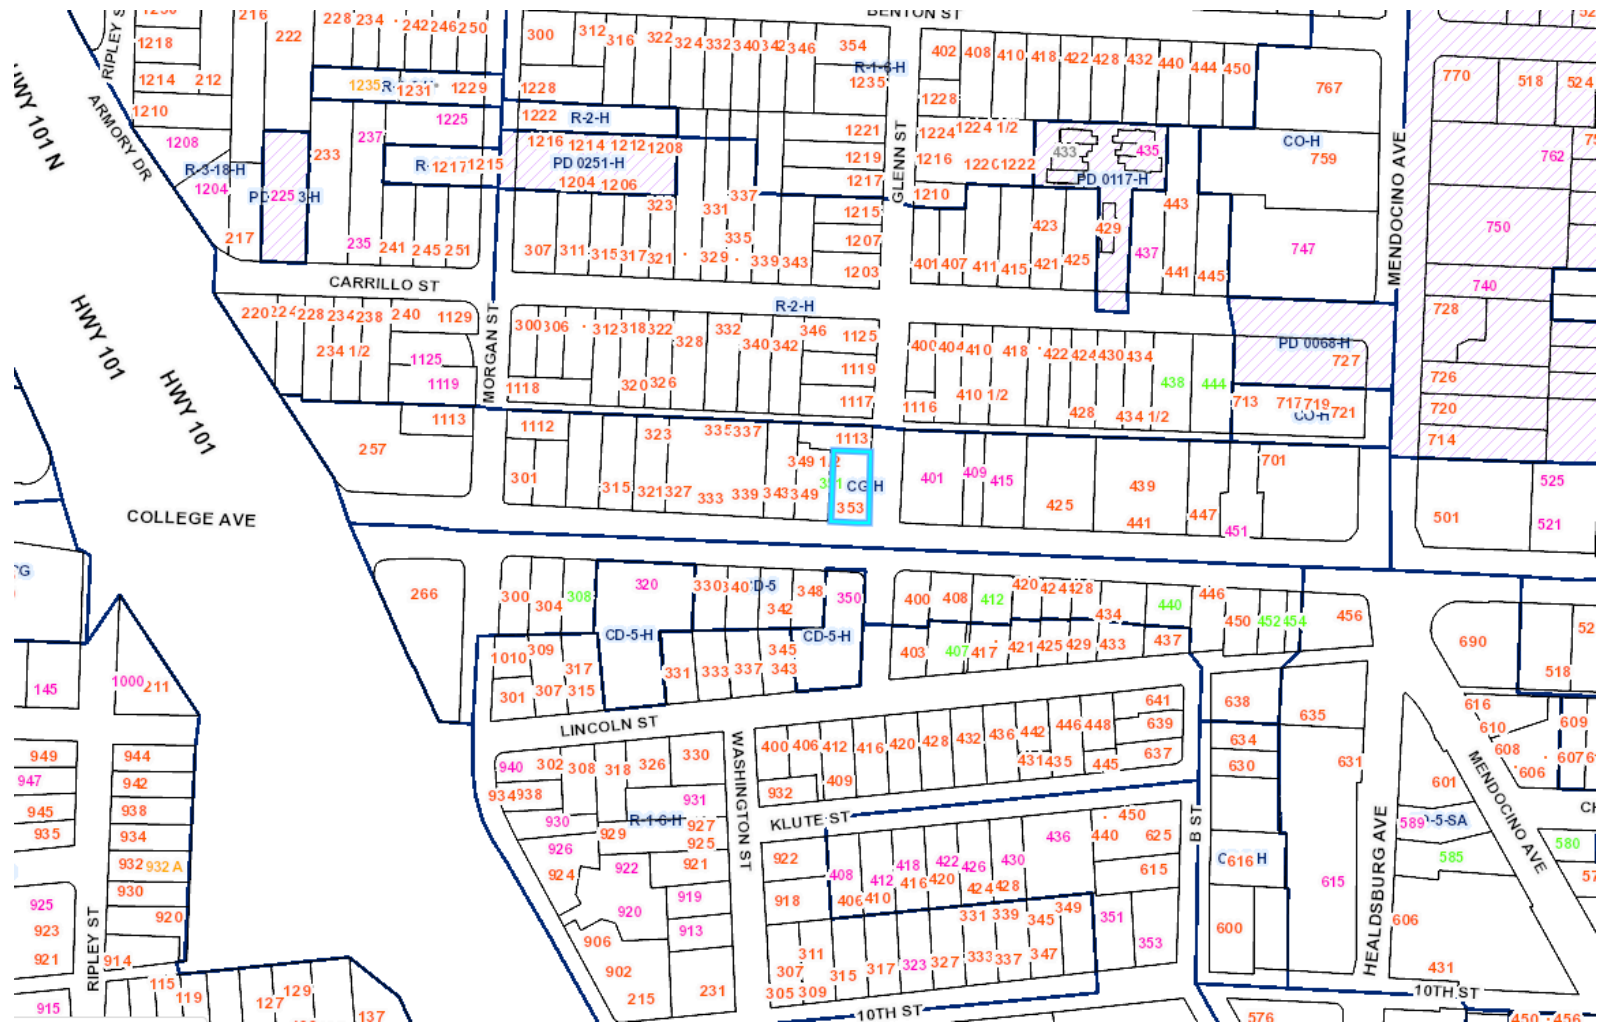 BENTON ST
1230 216 228 234 242 246 250 300 312 316 322 324 332 340 342 346 354 402 408 410 418 422 428 432 440 444 450
RIPLEY S
1218 222 R-1-6-H 767 770 518 524
1214 212 1235 1231 1229 1228 1235 1228
HWY 101 N
ARMORY DR
1210 1225 1222 R-2-H 1221 1224 1224 1/2 CO-H
GLENN ST
MENDOCINO AVE
1208 237 1216 1214 1212 1208 1219 1216 433 435 759 762
R-3-18-H 233 R- 1217 1215 PD 0251-H 1217 1222 PD 0117-H
1204 PD 225 3-H 1204 1206 337 1210 443
323 331 1215 423 429 750
217 235 241 245 251 307 311 315 317 321 329 335 339 343 1207 1203 401 407 411 415 421 425 437 441 445 747
CARRILLO ST
740
R-2-H
MORGAN ST
220 224 228 234 238 240 1129 300 306 312 318 322 328 332 340 342 346 1125 728
HWY 101
234 1/2 1125 400 404 410 418 422 424 430 434 PD 0068-H 727
HWY 101
1119 1118 320 326 1119 1117 1116 410 1/2 428 434 1/2 438 444 726
713 717 719 721 CO-H 720
1113 1112 323 335 337 1113 714
257 301 315 321 327 333 339 343 349 349 1/2 351 CG-H 353 401 409 415 425 439 441 447 451 701 501 525 521
COLLEGE AVE
CG 266 300 304 308 320 330 340 D-5 342 348 350 400 408 412 420 424 428 434 440 446 450 452 454 456
CD-5-H CD-5-H
1010 309 317 331 333 337 345 343 403 407 417 421 425 429 433 437 690 518
145 1000 211 301 307 315 638 635 641 616 610 609
LINCOLN ST
WASHINGTON ST
949 944 940 302 308 318 326 330 400 406 412 416 420 428 432 436 442 446 448 639 634 608 607
947 942 934 938 932 409 431 435 445 637 630 631 601 606
MENDOCINO AVE
945 938 930 931 KLUTE ST B ST HEALDSBURG AVE
935 934 926 929 R-1-6-H 927 925 436 450 440 625 589 -5-SA 580
932 932 A 924 922 921 922 408 418 422 426 430 615 616 585
930 925 920 920 919 918 406 410 412 416 420 424 428 615
923 RIPLEY ST 913 331 339 345 349 351 353 600 606
921 914 906 902 311 307 315 317 323 327 333 337 347 431
915 115 119 127 129 137 215 231 305 309
10TH ST
10TH ST
576 450 456